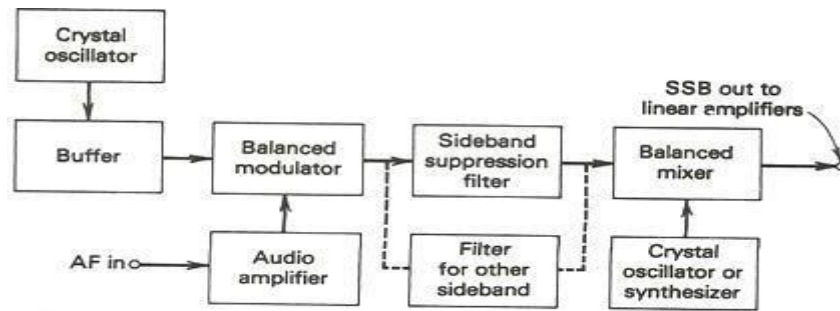 Crystal
oscillator
SSB out to
linear amplifiers
Buffer
Balanced
modulator
Sideband
suppression
filter
Balanced
mixer
AF in
Audio
amplifier
Filter
for other
sideband
Crystal
oscillator or
synthesizer